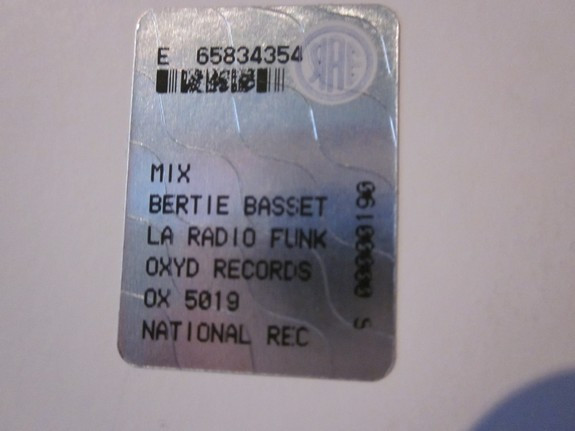 E 65834354
MIX
BERTIE BASSET
LA RADIO FUNK
OXYD RECORDS
OX 5019
NATIONAL REC
S 00000190